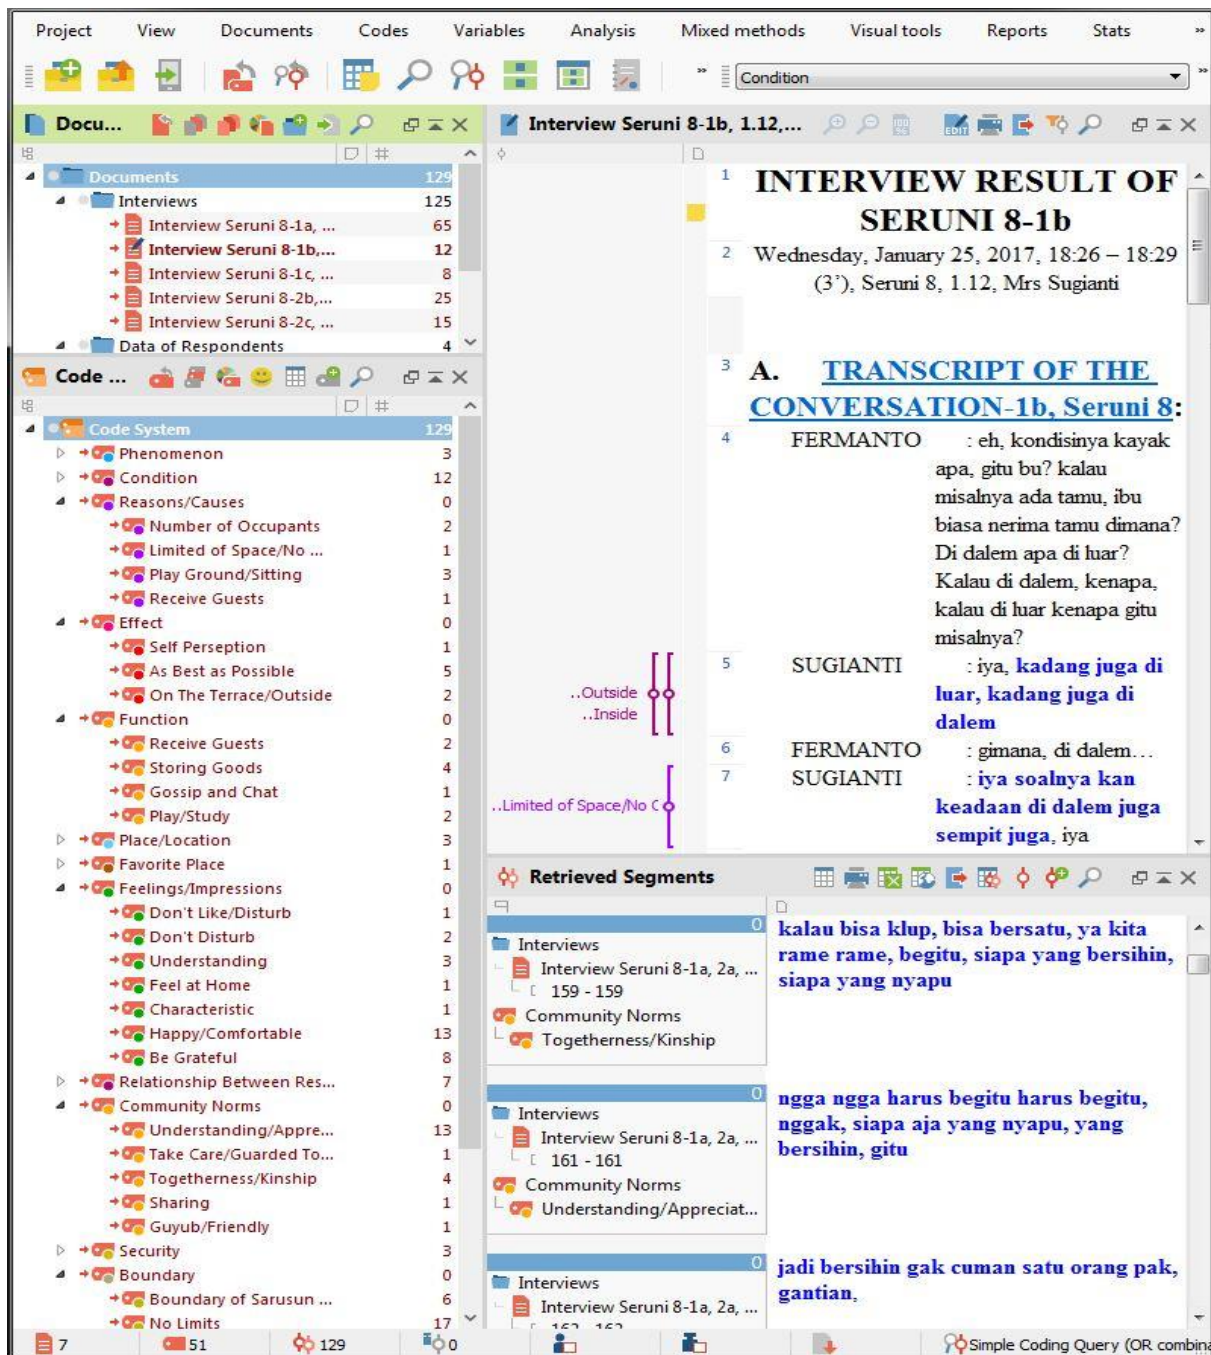 Project View Documents Codes Variables Analysis Mixed methods Visual tools Reports Stats »
» Condition »
Docu...
Documents 129
Interviews 125
Interview Seruni 8-1a, ... 65
Interview Seruni 8-1b,... 12
Interview Seruni 8-1c, ... 8
Interview Seruni 8-2b,... 25
Interview Seruni 8-2c, ... 15
Data of Respondents 4
Code ...
Code System 129
Phenomenon 3
Condition 12
Reasons/Causes 0
Number of Occupants 2
Limited of Space/No ... 1
Play Ground/Sitting 3
Receive Guests 1
Effect 0
Self Perception 1
As Best as Possible 5
On The Terrace/Outside 2
Function 0
Receive Guests 2
Storing Goods 4
Gossip and Chat 1
Play/Study 2
Place/Location 3
Favorite Place 1
Feelings/Impressions 0
Don't Like/Disturb 1
Don't Disturb 2
Understanding 3
Feel at Home 1
Characteristic 1
Happy/Comfortable 13
Be Grateful 8
Relationship Between Res... 7
Community Norms 0
Understanding/Appre... 13
Take Care/Guarded To... 1
Togetherness/Kinship 4
Sharing 1
Guyub/Friendly 1
Security 3
Boundary 0
Boundary of Sarusun ... 6
No Limits 17
Interview Seruni 8-1b, 1.12,...
EDIT
1 INTERVIEW RESULT OF
SERUNI 8-1b
2 Wednesday, January 25, 2017, 18:26 – 18:29
(3’), Seruni 8, 1.12, Mrs Sugianti
3 A. TRANSCRIPT OF THE
CONVERSATION-1b, Seruni 8:
4 FERMANTO : eh, kondisinya kayak
apa, gitu bu? kalau
misalnya ada tamu, ibu
biasa nerima tamu dimana?
Di dalem apa di luar?
Kalau di dalem, kenapa,
kalau di luar kenapa gitu
misalnya?
5 SUGIANTI : iya, kadang juga di
..Outside luar, kadang juga di
..Inside dalem
6 FERMANTO : gimana, di dalem…
7 SUGIANTI : iya soalnya kan
..Limited of Space/No keadaan di dalem juga
sempit juga, iya
Retrieved Segments
0
Interviews
Interview Seruni 8-1a, 2a, ...
159 - 159
Community Norms
Togetherness/Kinship
kalau bisa klup, bisa bersatu, ya kita
rame rame, begitu, siapa yang bersihin,
siapa yang nyapu
0
Interviews
Interview Seruni 8-1a, 2a, ...
161 - 161
Community Norms
Understanding/Appreciat...
ngga ngga harus begitu harus begitu,
nggak, siapa aja yang nyapu, yang
bersihin, gitu
0
Interviews
Interview Seruni 8-1a, 2a, ...
jadi bersihin gak cuman satu orang pak,
gantian,
7 51 129 0 Simple Coding Query (OR combina